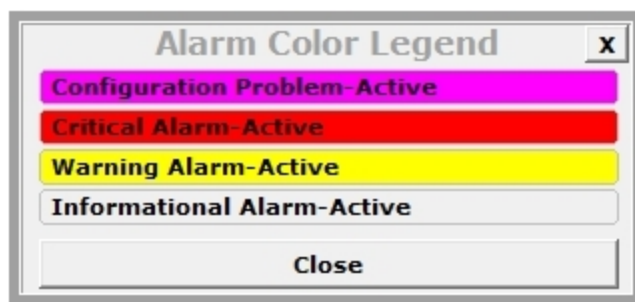 Alarm Color Legend
X
Configuration Problem-Active
Critical Alarm-Active
Warning Alarm-Active
Informational Alarm-Active
Close